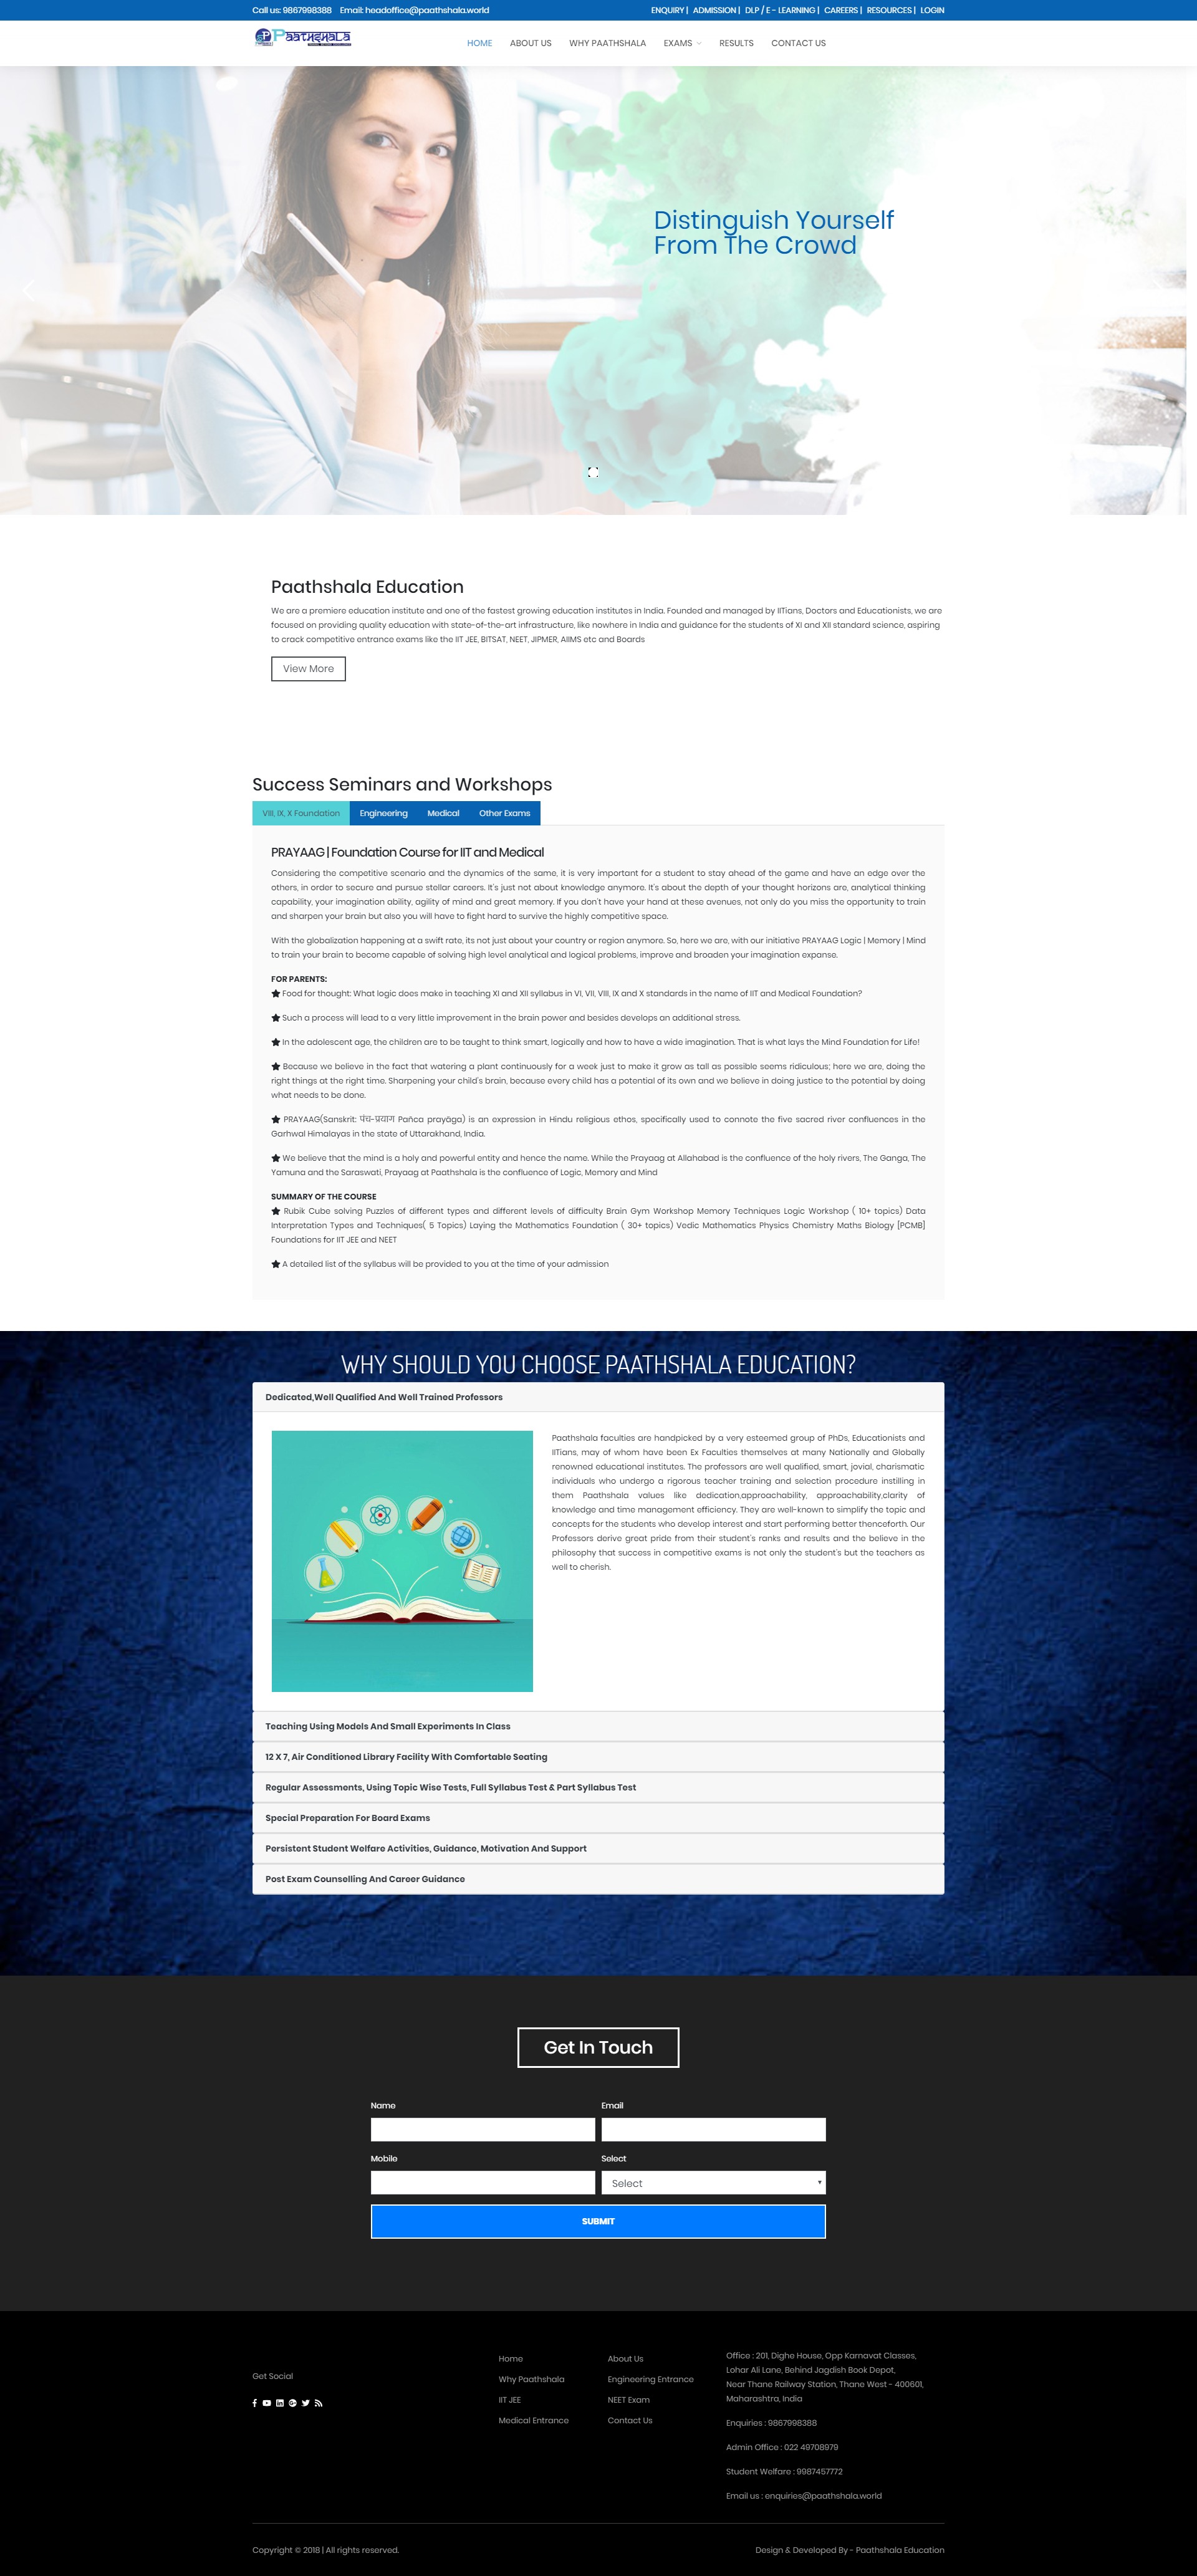 Call us: 9867998388 Email: headoffice@paathshala.world
ENQUIRY | ADMISSION | DLP / E - LEARNING | CAREERS | RESOURCES | LOGIN
Paathshala
HOME ABOUT US WHY PAATHSHALA EXAMS RESULTS CONTACT US
Distinguish Yourself
From The Crowd
Paathshala Education
We are a premiere education institute and one of the fastest growing education institutes in India. Founded and managed by IITians, Doctors and Educationists, we are
focused on providing quality education with state-of-the-art infrastructure, like nowhere in India and guidance for the students of XI and XII standard science, aspiring
to crack competitive entrance exams like the IIT JEE, BITSAT, NEET, JIPMER, AIIMS etc and Boards
View More
Success Seminars and Workshops
VIII, IX, X Foundation Engineering Medical Other Exams
PRAYAAG | Foundation Course for IIT and Medical
Considering the competitive scenario and the dynamics of the same, it is very important for a student to stay ahead of the game and have an edge over the
others, in order to secure and pursue stellar careers. It's just not about knowledge anymore. It's about the depth of your thought horizons are, analytical thinking
capability, your imagination ability, agility of mind and great memory. If you don't have your hand at these avenues, not only do you miss the opportunity to train
and sharpen your brain but also you will have to fight hard to survive the highly competitive space.
With the globalization happening at a swift rate, its not just about your country or region anymore. So, here we are, with our initiative PRAYAAG Logic | Memory | Mind
to train your brain to become capable of solving high level analytical and logical problems, improve and broaden your imagination expanse.
FOR PARENTS:
★ Food for thought: What logic does make in teaching XI and XII syllabus in VI, VII, VIII, IX and X standards in the name of IIT and Medical Foundation?
★ Such a process will lead to a very little improvement in the brain power and besides develops an additional stress.
★ In the adolescent age, the children are to be taught to think smart, logically and how to have a wide imagination. That is what lays the Mind Foundation for Life!
★ Because we believe in the fact that watering a plant continuously for a week just to make it grow as tall as possible seems ridiculous; here we are, doing the
right things at the right time. Sharpening your child's brain, because every child has a potential of its own and we believe in doing justice to the potential by doing
what needs to be done.
★ PRAYAAG(Sanskrit: पंच-प्रयाग Pañca prayāga) is an expression in Hindu religious ethos, specifically used to connote the five sacred river confluences in the
Garhwal Himalayas in the state of Uttarakhand, India.
★ We believe that the mind is a holy and powerful entity and hence the name. While the Prayaag at Allahabad is the confluence of the holy rivers, The Ganga, The
Yamuna and the Saraswati, Prayaag at Paathshala is the confluence of Logic, Memory and Mind
SUMMARY OF THE COURSE
★ Rubik Cube solving Puzzles of different types and different levels of difficulty Brain Gym Workshop Memory Techniques Logic Workshop ( 10+ topics) Data
Interpretation Types and Techniques( 5 Topics) Laying the Mathematics Foundation ( 30+ topics) Vedic Mathematics Physics Chemistry Maths Biology [PCMB]
Foundations for IIT JEE and NEET
★ A detailed list of the syllabus will be provided to you at the time of your admission
WHY SHOULD YOU CHOOSE PAATHSHALA EDUCATION?
Dedicated,Well Qualified And Well Trained Professors
Paathshala faculties are handpicked by a very esteemed group of PhDs, Educationists and
IITians, may of whom have been Ex Faculties themselves at many Nationally and Globally
renowned educational institutes. The professors are well qualified, smart, jovial, charismatic
individuals who undergo a rigorous teacher training and selection procedure instilling in
them Paathshala values like dedication,approachability, approachability,clarity of
knowledge and time management efficiency. They are well-known to simplify the topic and
concepts for the students who develop interest and start performing better thenceforth. Our
Professors derive great pride from their student's ranks and results and the believe in the
philosophy that success in competitive exams is not only the student's but the teachers as
well to cherish.
Teaching Using Models And Small Experiments In Class
12 X 7, Air Conditioned Library Facility With Comfortable Seating
Regular Assessments, Using Topic Wise Tests, Full Syllabus Test & Part Syllabus Test
Special Preparation For Board Exams
Persistent Student Welfare Activities, Guidance, Motivation And Support
Post Exam Counselling And Career Guidance
Get In Touch
Name Email
Mobile Select
Select
SUBMIT
Get Social
Home
Why Paathshala
IIT JEE
Medical Entrance
About Us
Engineering Entrance
NEET Exam
Contact Us
Office : 201, Dighe House, Opp Karnavat Classes,
Lohar Ali Lane, Behind Jagdish Book Depot,
Near Thane Railway Station, Thane West - 400601,
Maharashtra, India
Enquiries : 9867998388
Admin Office : 022 49708979
Student Welfare : 9987457772
Email us : enquiries@paathshala.world
Copyright © 2018 | All rights reserved.
Design & Developed By - Paathshala Education